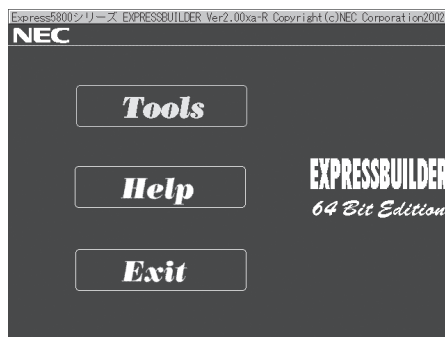 Express5800シリーズ EXPRESSBUILDER Ver2.00xa-R Copyright(c)NEC Corporation2002
NEC
Tools
Help
Exit
EXPRESSBUILDER
64 Bit Edition